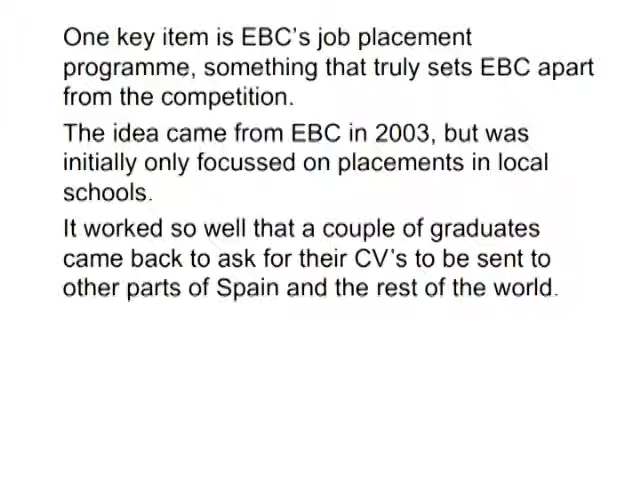 One key item is EBC's job placement
programme, something that truly sets EBC apart
from the competition.
The idea came from EBC in 2003, but was
initially only focussed on placements in local
schools.
It worked so well that a couple of graduates
came back to ask for their CV's to be sent to
other parts of Spain and the rest of the world.